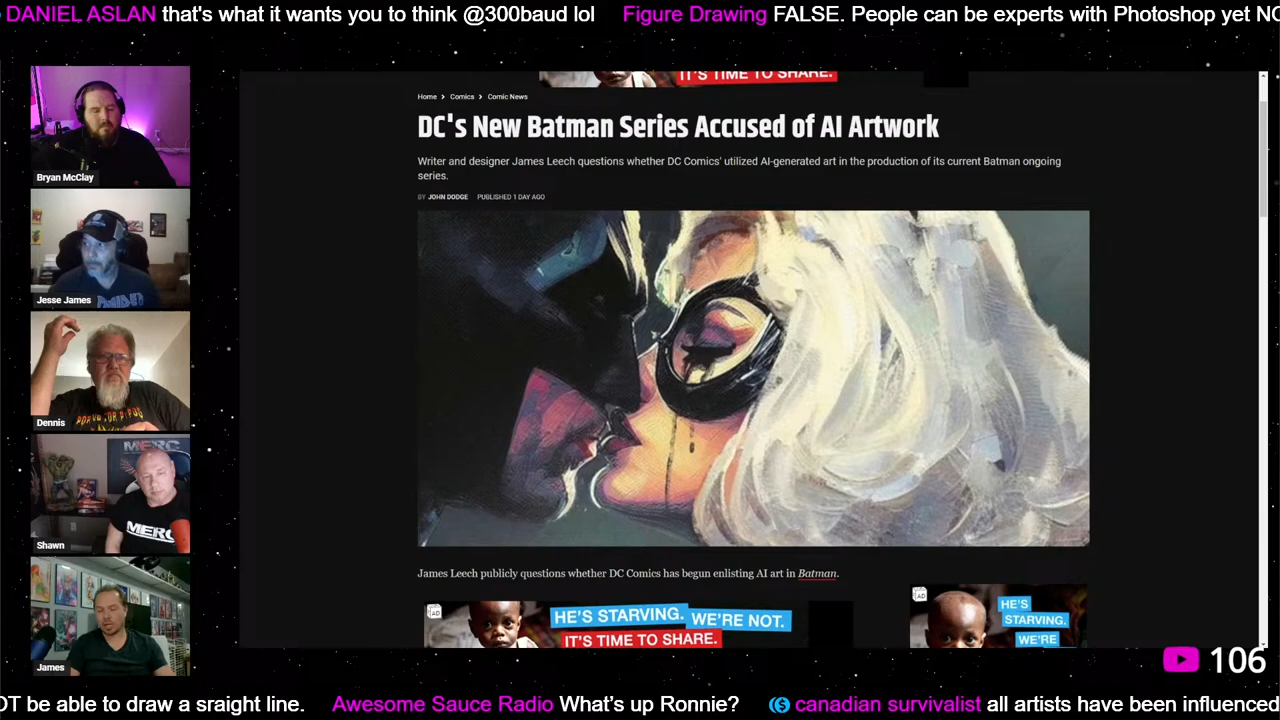 DANIEL ASLAN that's what it wants you to think @300baud lol Figure Drawing FALSE. People can be experts with Photoshop yet NO
IT'S TIME TO SHARE.
Home > Comics > Comic News
DC's New Batman Series Accused of AI Artwork
Writer and designer James Leech questions whether DC Comics' utilized AI-generated art in the production of its current Batman ongoing
series.
BY JOHN DODGE PUBLISHED 1 DAY AGO
Bryan McClay
Jesse James
Dennis
MERC
MERC
Shawn
James
James Leech publicly questions whether DC Comics has begun enlisting AI art in Batman.
AD
HE'S STARVING. WE'RE NOT.
IT'S TIME TO SHARE.
AD
HE'S
STARVING.
WE'RE
106
OT be able to draw a sraight line. Awesome Sauce Radio What's up Ronnie? canadian survivalist all artists have been influenced